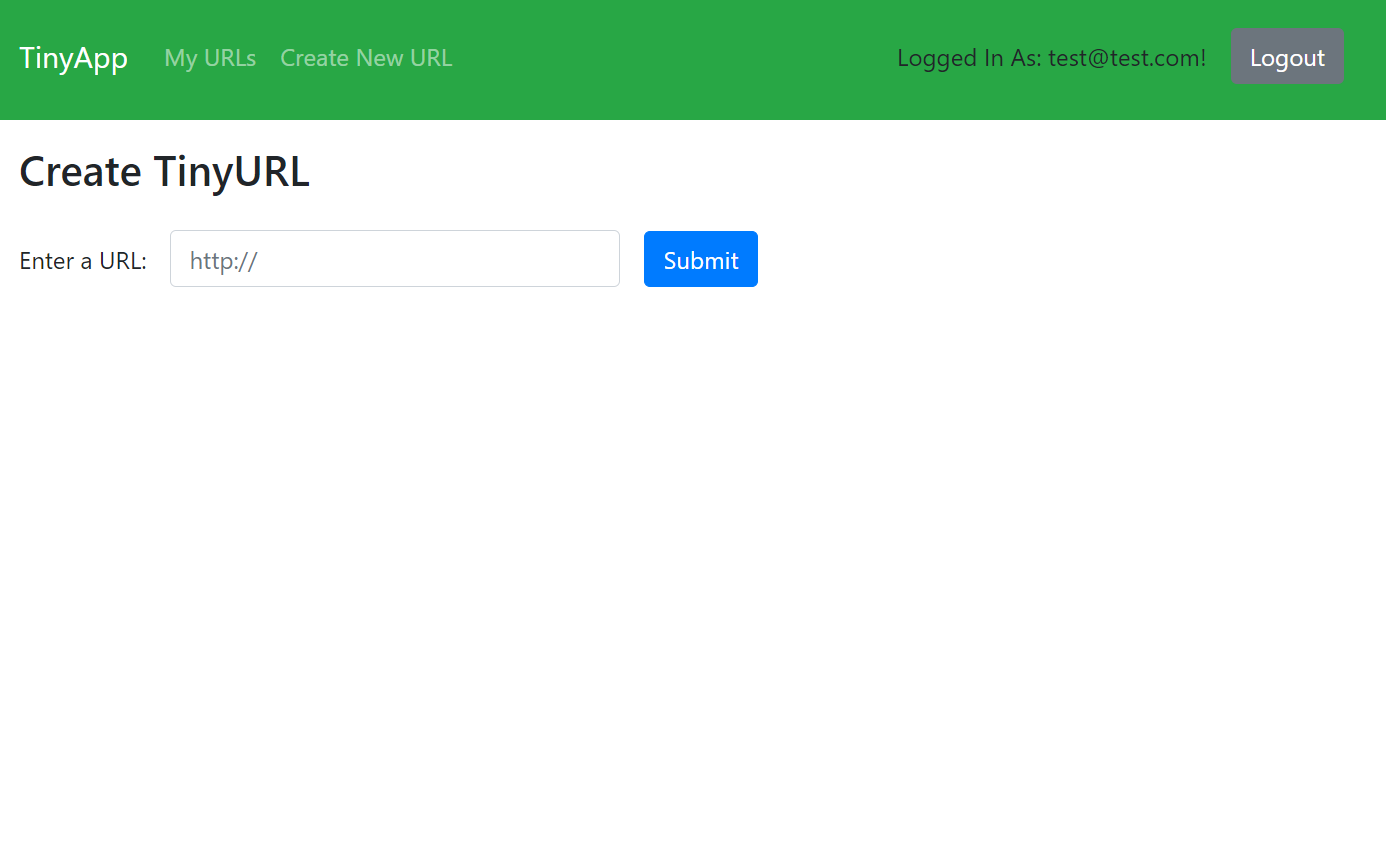 TinyApp My URLs Create New URL Logged In As: test@test.com! Logout
Create TinyURL
Enter a URL: http:// Submit